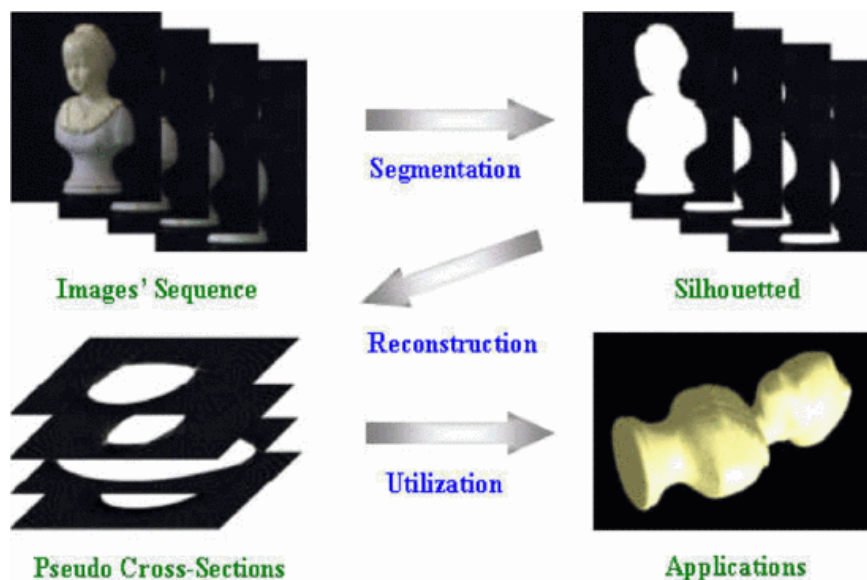 Segmentation
Images' Sequence
Silhouetted
Reconstruction
Utilization
Pseudo Cross-Sections
Applications